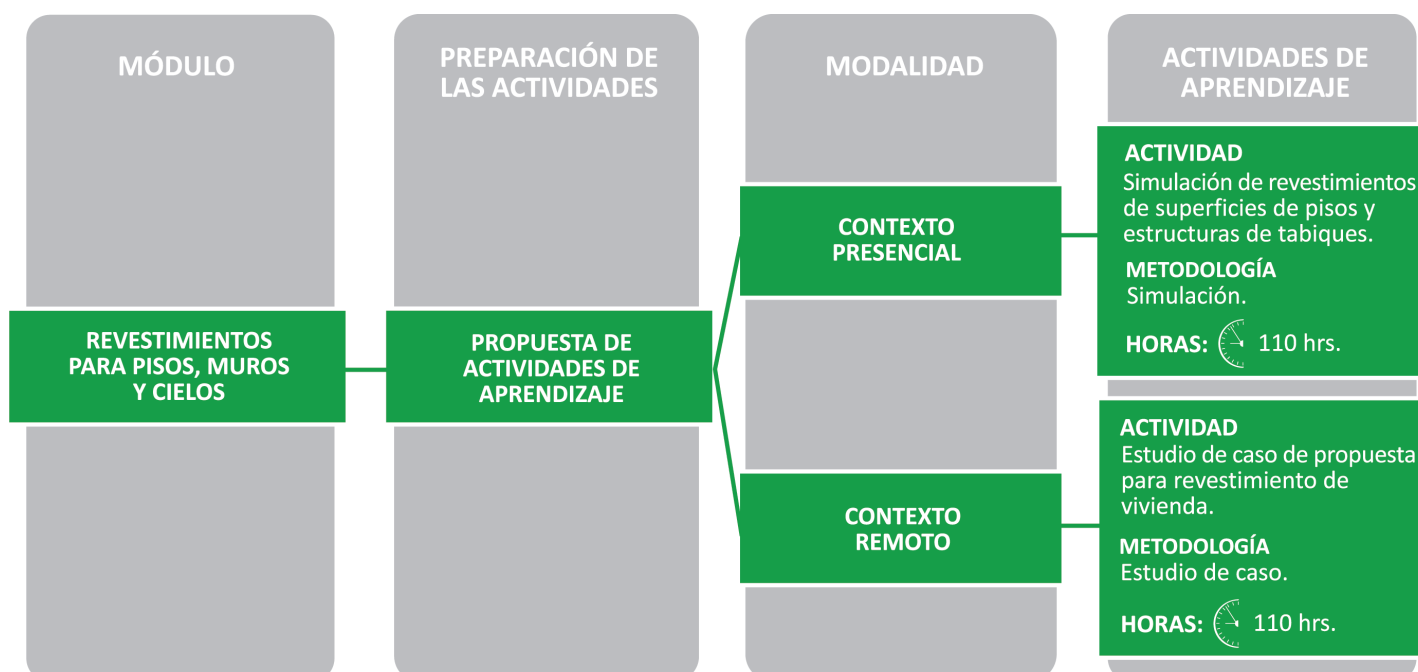 MÓDULO
PREPARACIÓN DE
LAS ACTIVIDADES
MODALIDAD
ACTIVIDADES DE
APRENDIZAJE
REVESTIMIENTOS
PARA PISOS, MUROS
Y CIELOS
PROPUESTA DE
ACTIVIDADES DE
APRENDIZAJE
CONTEXTO
PRESENCIAL
ACTIVIDAD
Simulación de revestimientos
de superficies de pisos y
estructuras de tabiques.
METODOLOGÍA
Simulación.
HORAS: 110 hrs.
CONTEXTO
REMOTO
ACTIVIDAD
Estudio de caso de propuesta
para revestimiento de
vivienda.
METODOLOGÍA
Estudio de caso.
HORAS: 110 hrs.